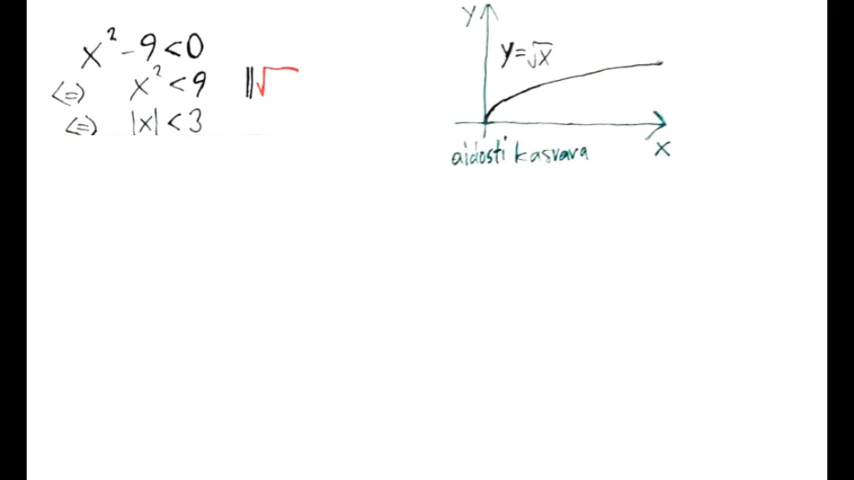 x² - 9 < 0
(=) x² < 9 ||√
(=) |x| < 3
y
y = √x
x
aidosti kasvava